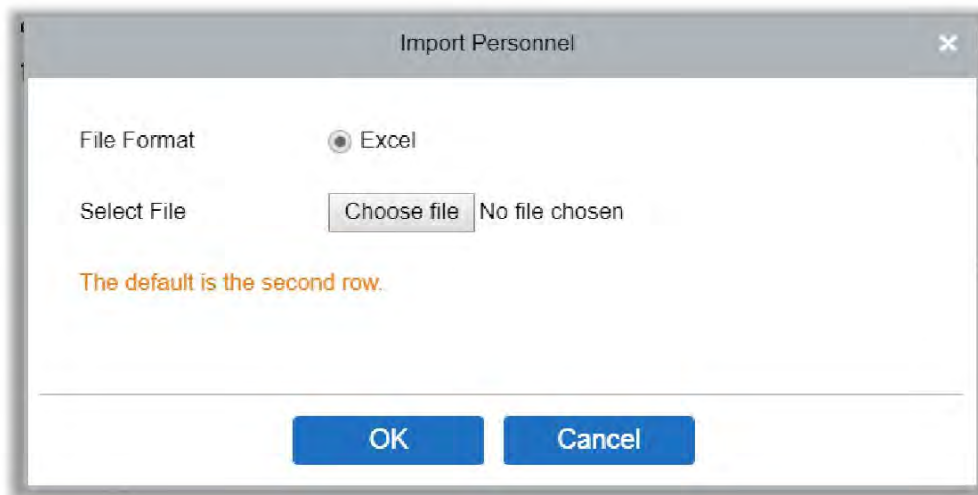 Import Personnel
File Format Excel
Select File Choose file No file chosen
The default is the second row.
OK Cancel